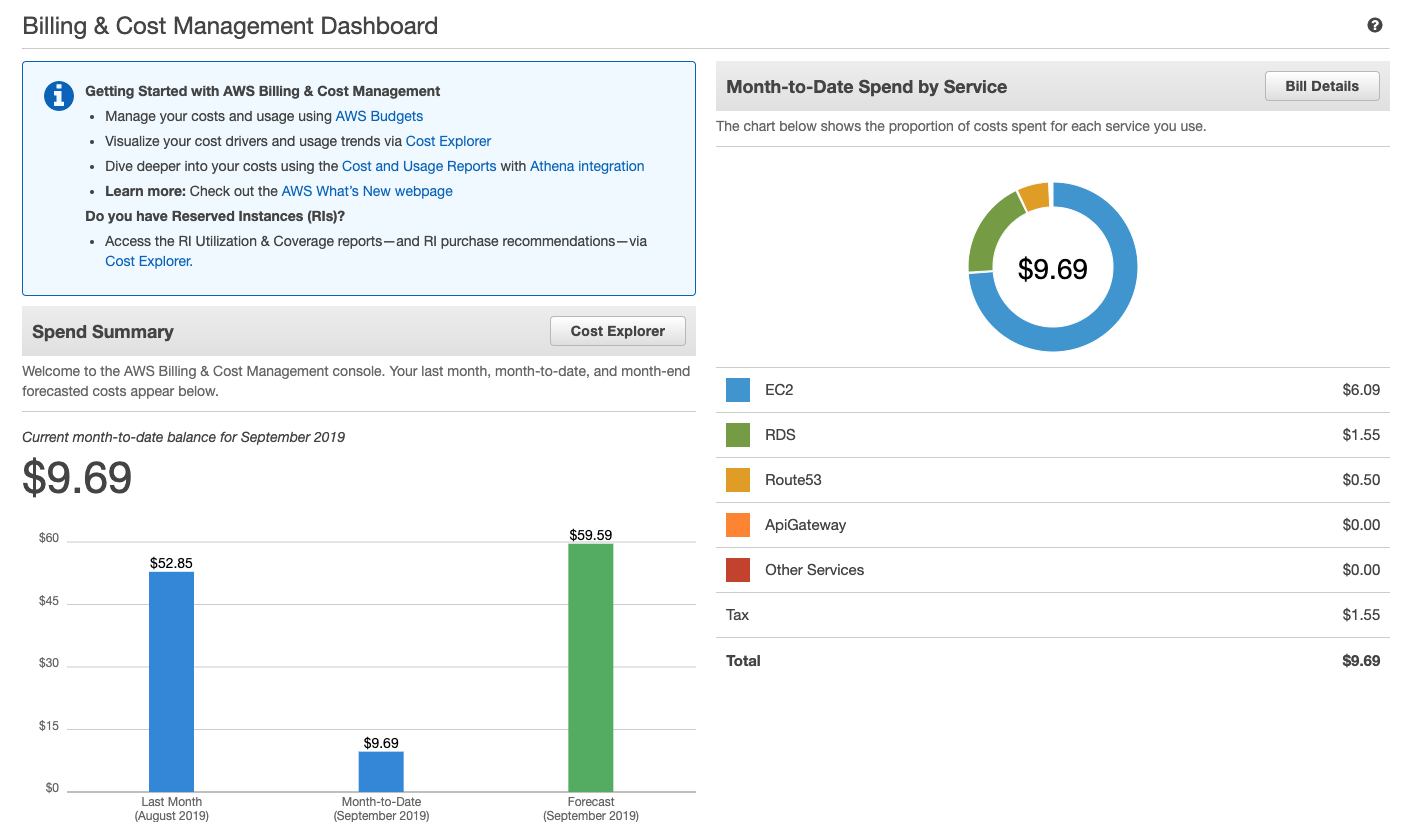 Billing & Cost Management Dashboard
Getting Started with AWS Billing & Cost Management
• Manage your costs and usage using AWS Budgets
• Visualize your cost drivers and usage trends via Cost Explorer
• Dive deeper into your costs using the Cost and Usage Reports with Athena integration
• Learn more: Check out the AWS What's New webpage
Do you have Reserved Instances (RIs)?
• Access the RI Utilization & Coverage reports—and RI purchase recommendations—via
Cost Explorer.
Spend Summary
Cost Explorer
Welcome to the AWS Billing & Cost Management console. Your last month, month-to-date, and month-end
forecasted costs appear below.
Current month-to-date balance for September 2019
$9.69
$60
$45
$30
$15
$0
$52.85
$9.69
$59.59
Last Month
(August 2019)
Month-to-Date
(September 2019)
Forecast
(September 2019)
Month-to-Date Spend by Service
Bill Details
The chart below shows the proportion of costs spent for each service you use.
$9.69
EC2 $6.09
RDS $1.55
Route53 $0.50
ApiGateway $0.00
Other Services $0.00
Tax $1.55
Total $9.69